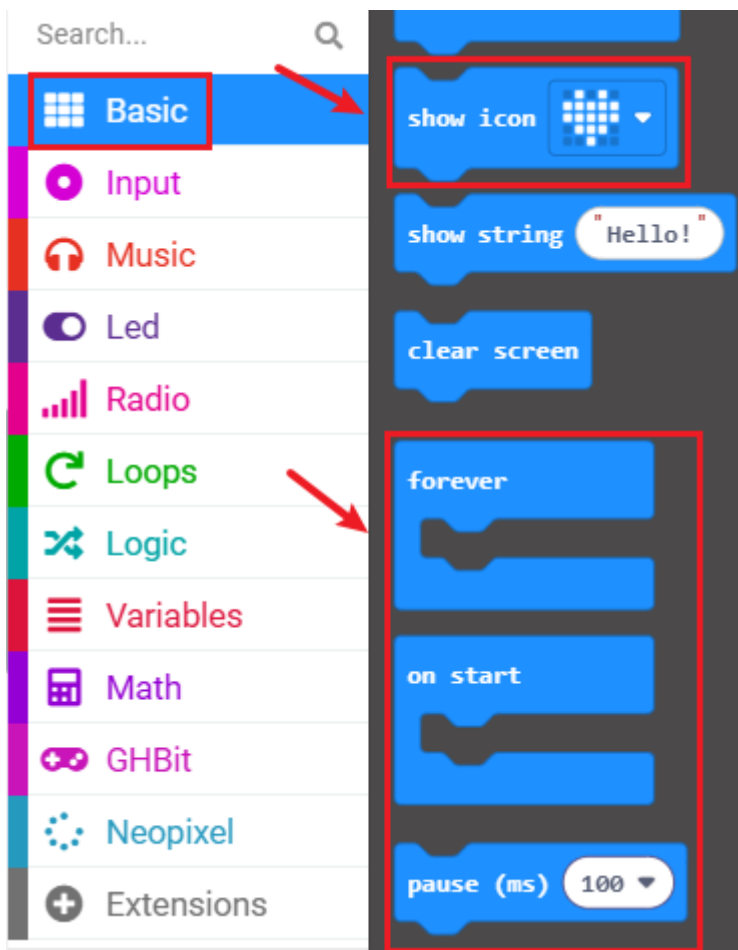 Search...
Basic
Input
Music
Led
Radio
Loops
Logic
Variables
Math
GHBit
Neopixel
Extensions
show icon
show string "Hello!"
clear screen
forever
on start
pause (ms) 100